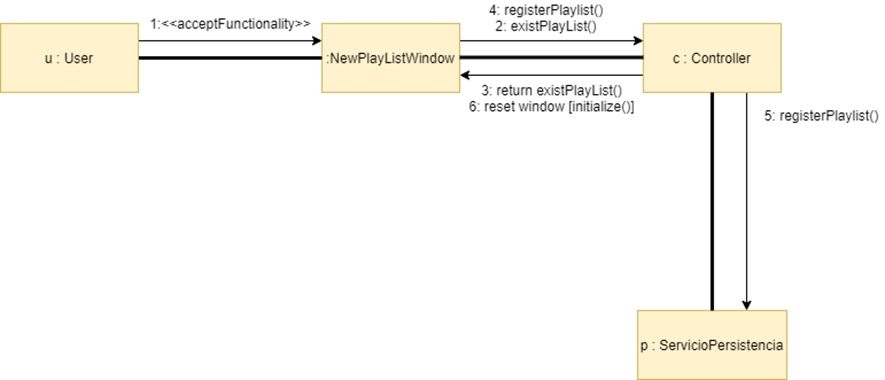 1:<<acceptFunctionality>>
4: registerPlaylist()
2: existPlayList()
u : User
:NewPlayListWindow
c : Controller
3: return existPlayList()
6: reset window [initialize()]
5: registerPlaylist()
p : ServicioPersistencia